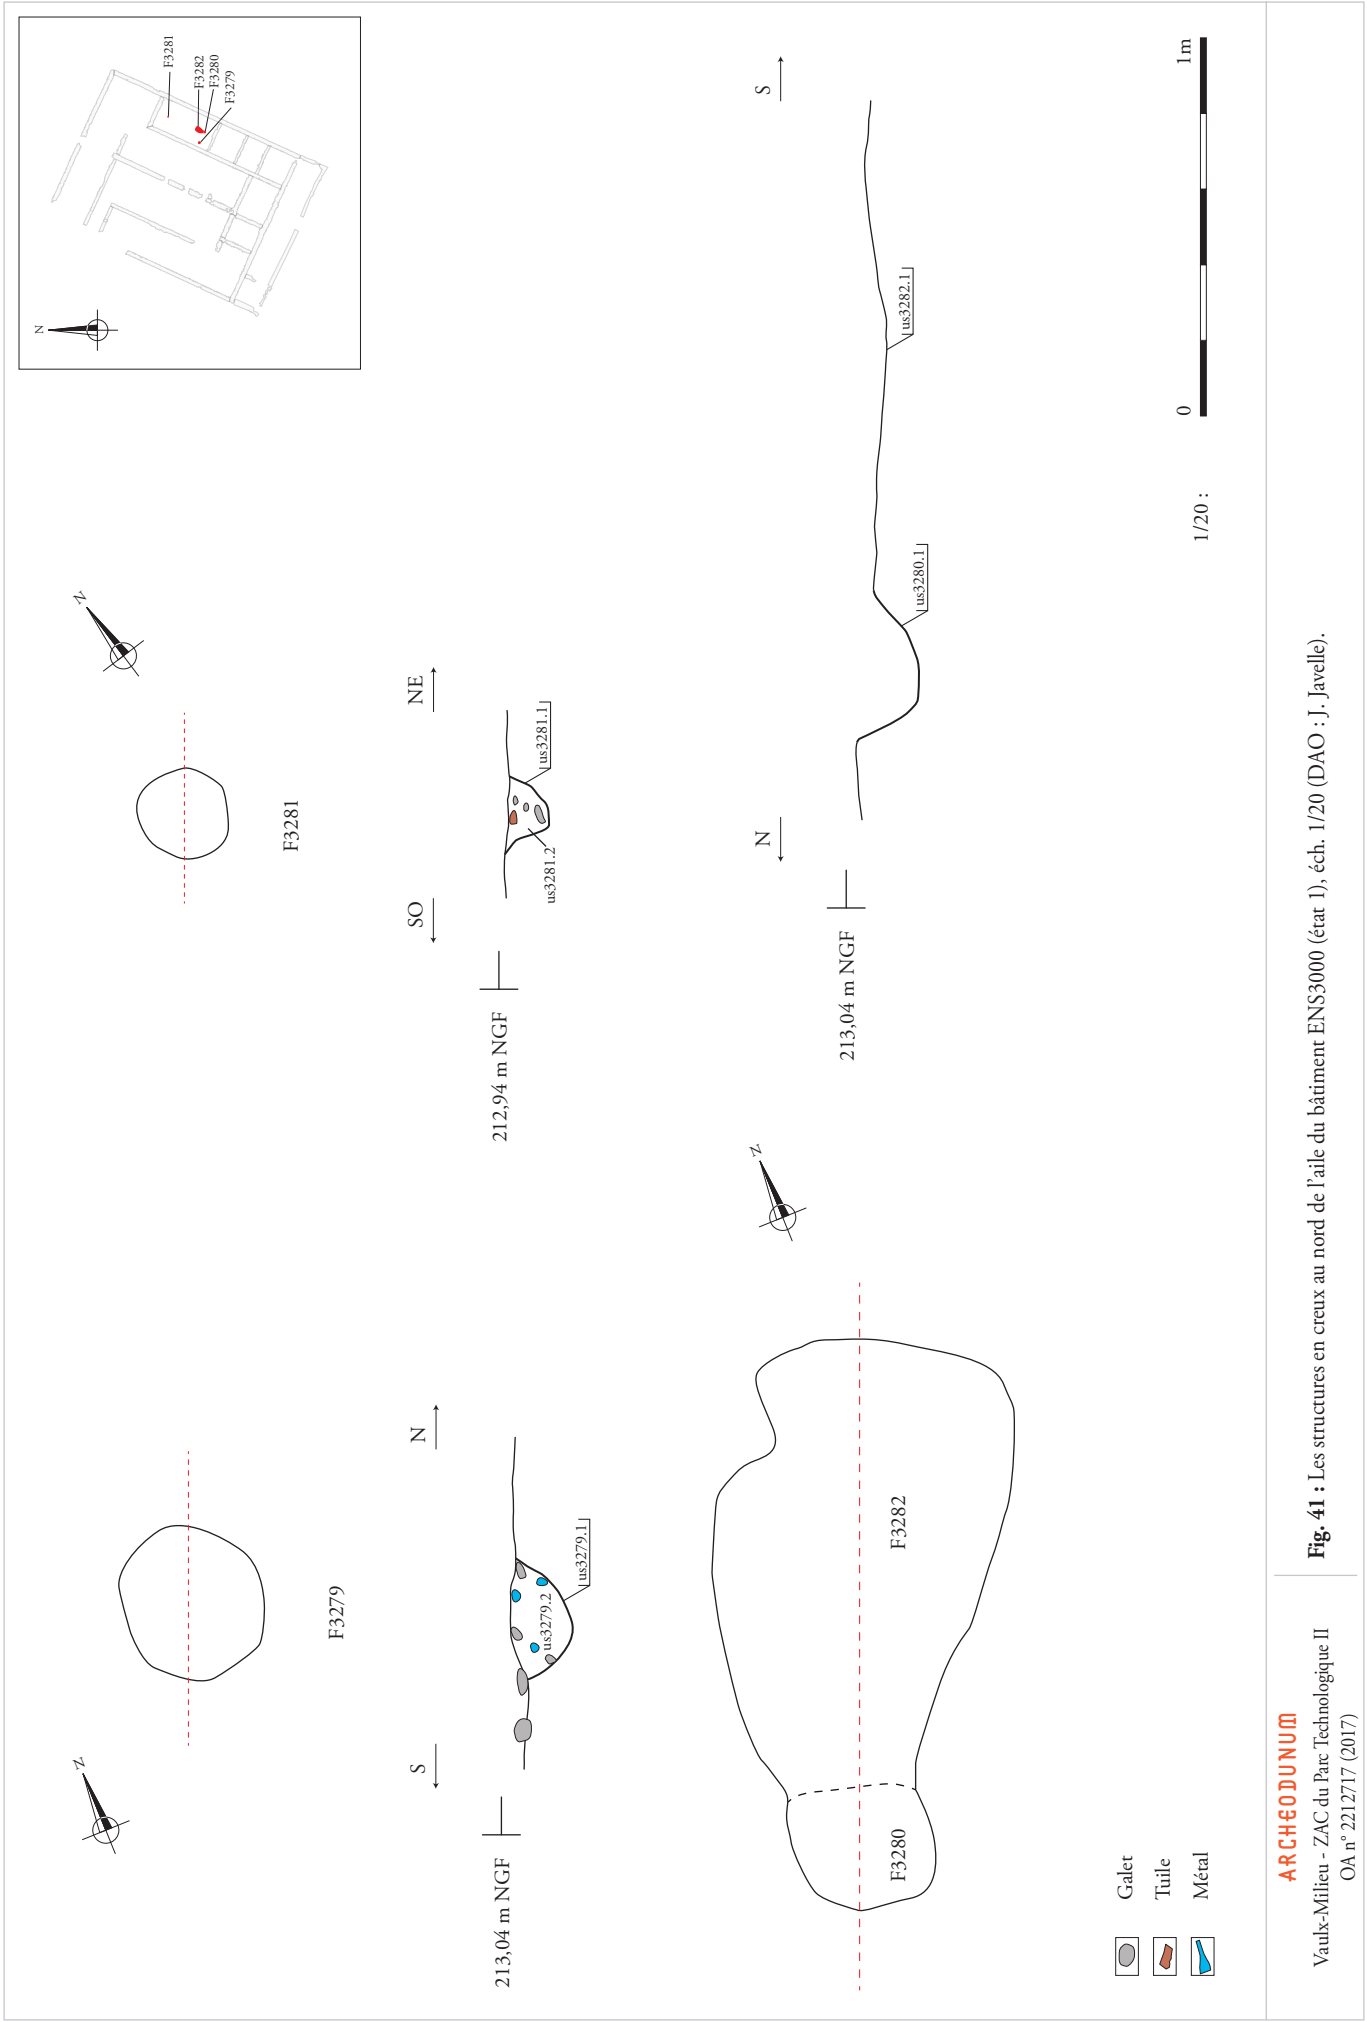 N
F3281
F3282
F3280
F3279
N
F3279
S
N
213,04 m NGF
us3279.2
us3279.1
N
F3281
SO
NE
212,94 m NGF
us3281.2
us3281.1
N
F3280
F3282
N
S
213,04 m NGF
us3280.1
us3282.1
Galet
Tuile
Métal
1/20 :
0
1m
ARCHEODUNUM
Vaulx-Milieu - ZAC du Parc Technologique II
OA n° 2212717 (2017)
Fig. 41 : Les structures en creux au nord de l'aile du bâtiment ENS3000 (état 1), éch. 1/20 (DAO : J. Javelle).